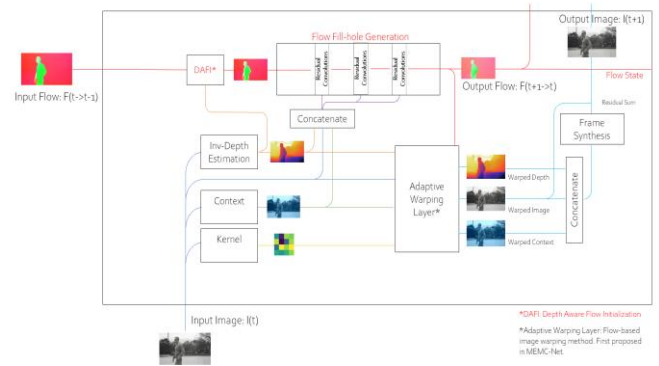 Output Image: I(t+1)
Flow Fill-hole Generation
Residual Convolutions
Residual Convolutions
Residual Convolutions
DAFI*
Flow State
Input Flow: F(t->t-1)
Output Flow: F(t+1->t)
Residual Sum
Concatenate
Frame
Synthesis
Inv-Depth
Estimation
Adaptive
Warping
Layer*
Warped Depth
Concatenate
Context
Warped Image
Kernel
Warped Context
Input Image: I(t)
*DAFI: Depth Aware Flow Initialization
*Adaptive Warping Layer: Flow-based
image warping method. First proposed
in MEMC-Net.